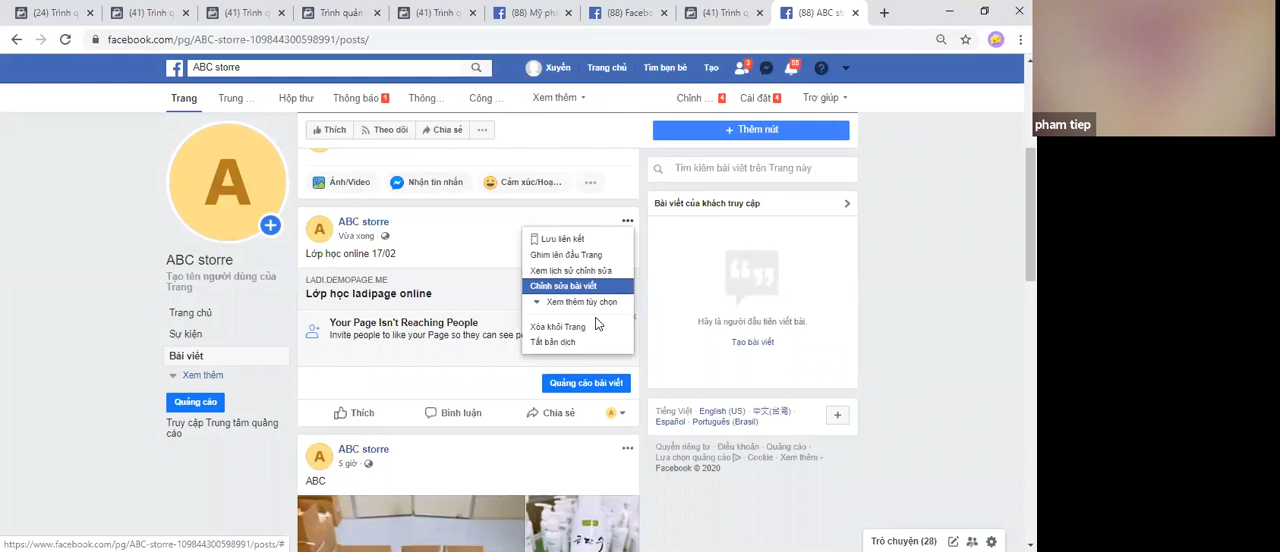 (24) Trình qu
(41) Trình
(41) Trình
Trình quản
(41) Trình
(88) Mỹ ph
(88) Faceb
(41) Trình
(88) ABC st
facebook.com/pg/ABC-storre-109844300598991/posts/
pham tiep
ABC storre
Xuyến
Trang chủ
Tìm bạn bè
Tạo
3
Trang
Trung ...
Hộp thư
Thông báo 1
Thông...
Công ...
Xem thêm
Chỉnh ... 4
Cài đặt 4
Trợ giúp
Thích
Theo dõi
Chia sẻ
...
+ Thêm nút
A
Ảnh/Video
Nhận tin nhắn
Cảm xúc/Hoạ...
...
Tìm kiếm bài viết trên Trang này
Bài viết của khách truy cập
Hãy là người đầu tiên viết bài.
Tạo bài viết
ABC storre
Tạo tên người dùng của
Trang
Trang chủ
Sự kiện
Bài viết
Xem thêm
Quảng cáo
Truy cập Trung tâm quảng
cáo
A
ABC storre
Vừa xong
Lớp học online 17/02
LADI.DEMOPAGE.ME
Lớp học ladipage online
Your Page Isn't Reaching People
Invite people to like your Page so they can see po
Lưu liên kết
Ghim lên đầu Trang
Xem lịch sử chỉnh sửa
Chỉnh sửa bài viết
Xem thêm tùy chọn
Xóa khỏi Trang
Tắt bản dịch
Quảng cáo bài viết
Thích
Bình luận
Chia sẻ
A
A
ABC storre
5 giờ
ABC
Tiếng Việt · English (US) · 中文(台灣) ·
Español · Português (Brasil)
Quyền riêng tư · Điều khoản · Quảng cáo ·
Lựa chọn quảng cáo · Cookie · Xem thêm
Facebook © 2020
Trò chuyện (28)
https://www.facebook.com/pg/ABC-storre-109844300598991/posts/#